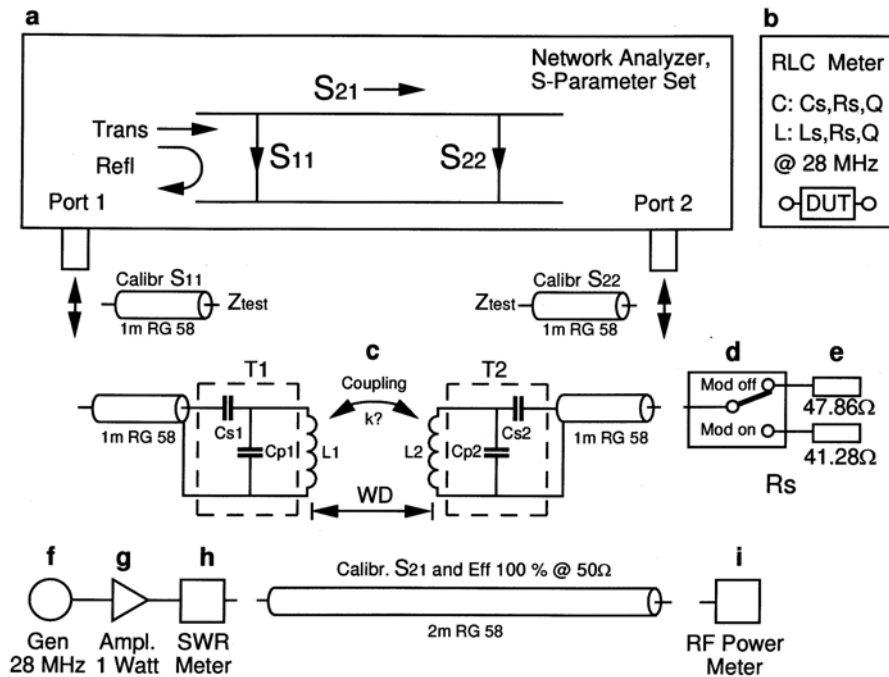 a
Network Analyzer,
S-Parameter Set
S21
Trans
Refl
S11
S22
Port 1
Port 2
b
RLC Meter
C: Cs,Rs,Q
L: Ls,Rs,Q
@ 28 MHz
DUT
Calibr S11
Ztest
1m RG 58
Calibr S22
Ztest
1m RG 58
c
T1
Coupling
k?
T2
1m RG 58
Cs1
Cp1
L1
L2
Cp2
Cs2
1m RG 58
WD
d
e
Mod off
47.86Ω
Mod on
41.28Ω
Rs
f
g
h
i
Calibr. S21 and Eff 100 % @ 50Ω
2m RG 58
Gen
28 MHz
Ampl.
1 Watt
SWR
Meter
RF Power
Meter